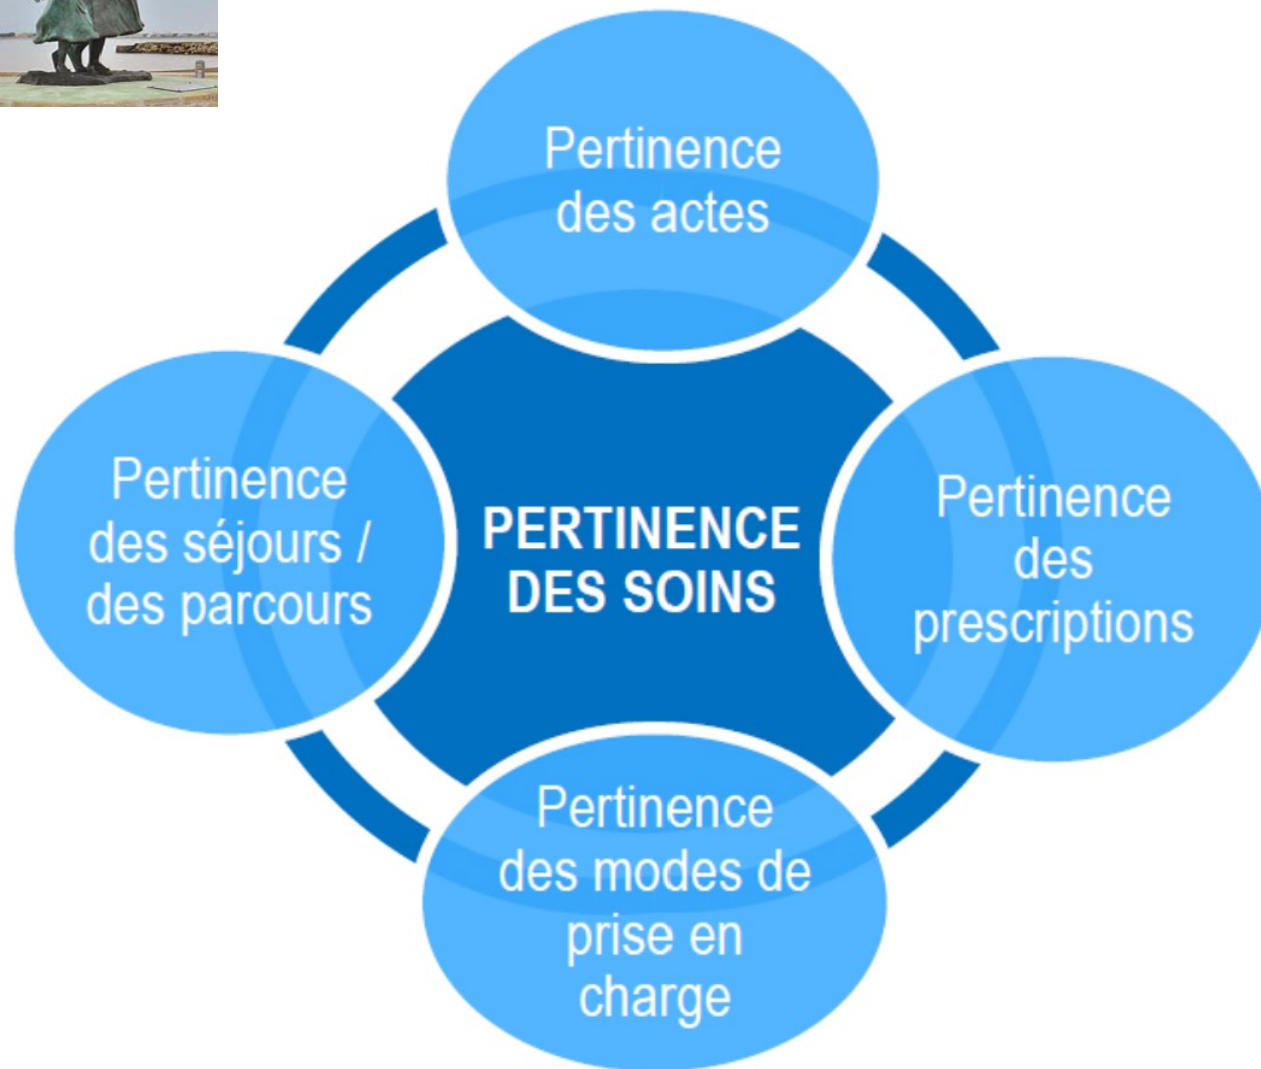 Pertinence
des actes
Pertinence
des séjours /
des parcours
PERTINENCE
DES SOINS
Pertinence
des
prescriptions
Pertinence
des modes de
prise en
charge